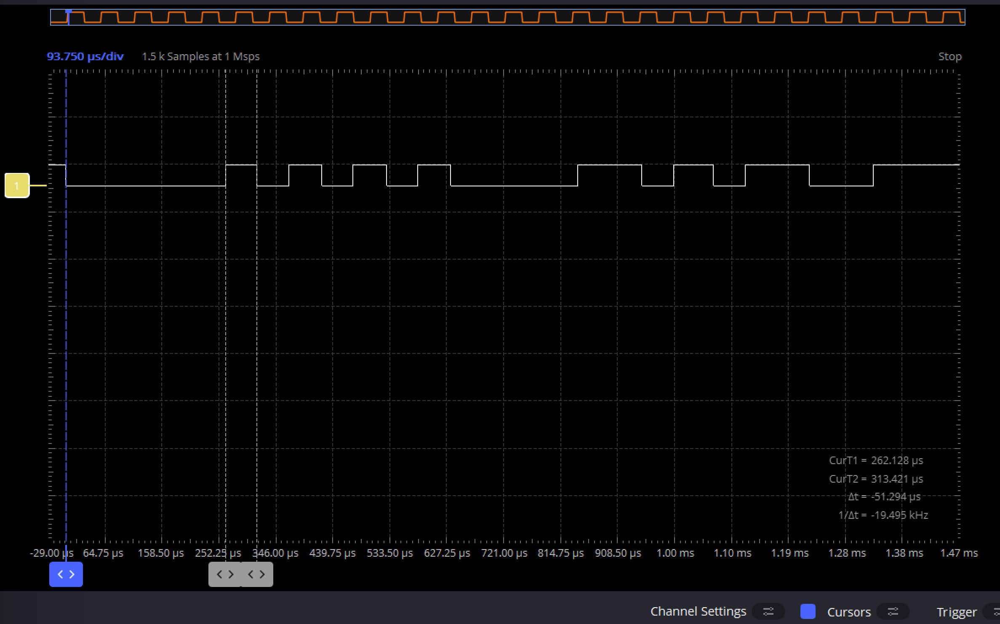 93.750 µs/div 1.5 k Samples at 1 Msps Stop
1
CurT1 = 262.128 µs
CurT2 = 313.421 µs
Δt = -51.294 µs
1/Δt = -19.495 kHz
-29.00 µs 64.75 µs 158.50 µs 252.25 µs 346.00 µs 439.75 µs 533.50 µs 627.25 µs 721.00 µs 814.75 µs 908.50 µs 1.00 ms 1.10 ms 1.19 ms 1.28 ms 1.38 ms 1.47 ms
Channel Settings Cursors Trigger